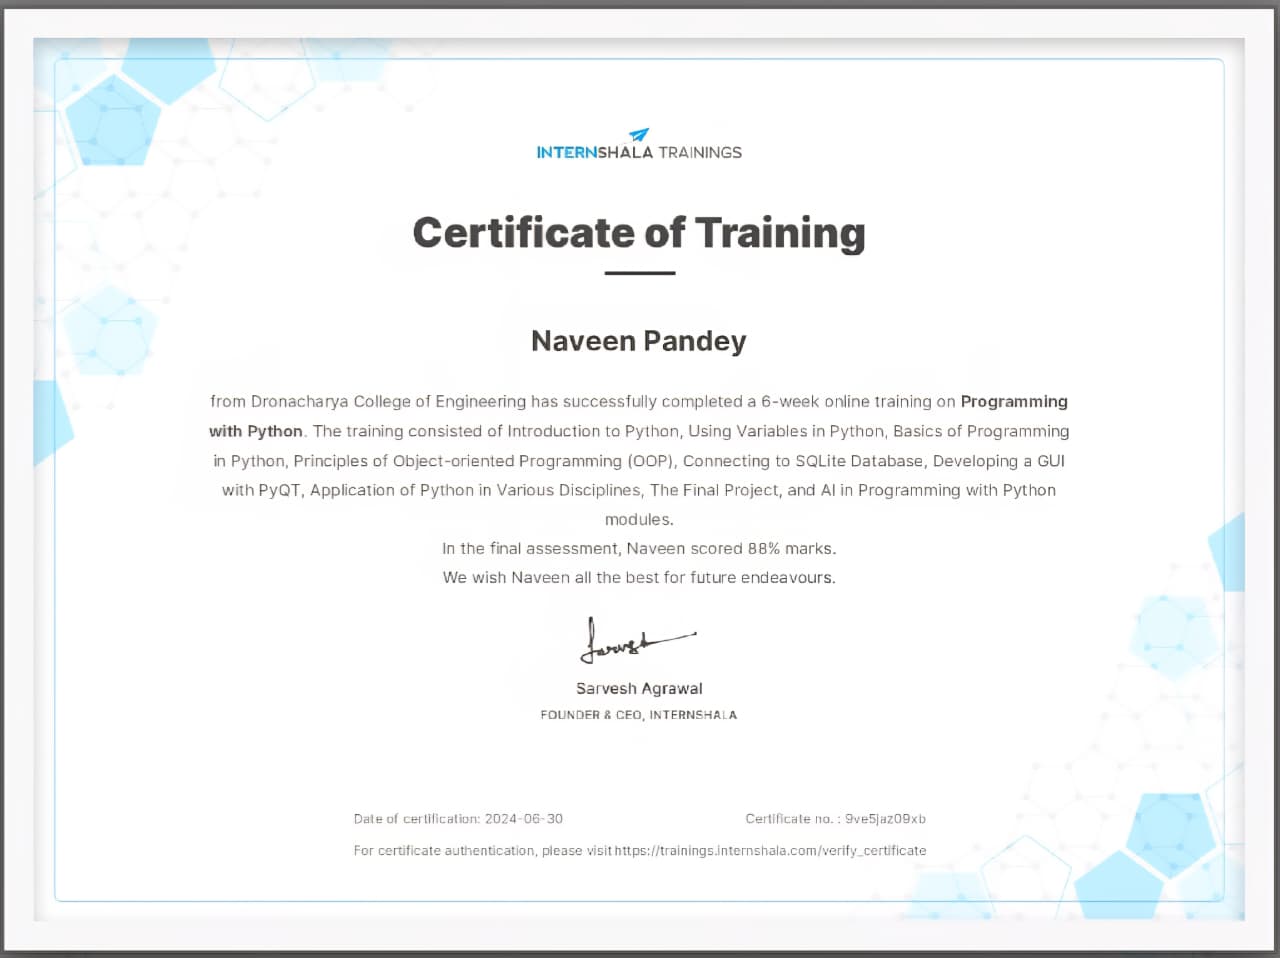 INTERNSHALA TRAININGS
Certificate of Training
Naveen Pandey
from Dronacharya College of Engineering has successfully completed a 6-week online training on Programming
with Python. The training consisted of Introduction to Python, Using Variables in Python, Basics of Programming
in Python, Principles of Object-oriented Programming (OOP), Connecting to SQLite Database, Developing a GUI
with PyQT, Application of Python in Various Disciplines, The Final Project, and AI in Programming with Python
modules.
In the final assessment, Naveen scored 88% marks.
We wish Naveen all the best for future endeavours.
Sarvesh
Sarvesh Agrawal
FOUNDER & CEO, INTERNSHALA
Date of certification: 2024-06-30 Certificate no. : 9ve5jaz09xb
For certificate authentication, please visit https://trainings.internshala.com/verify_certificate